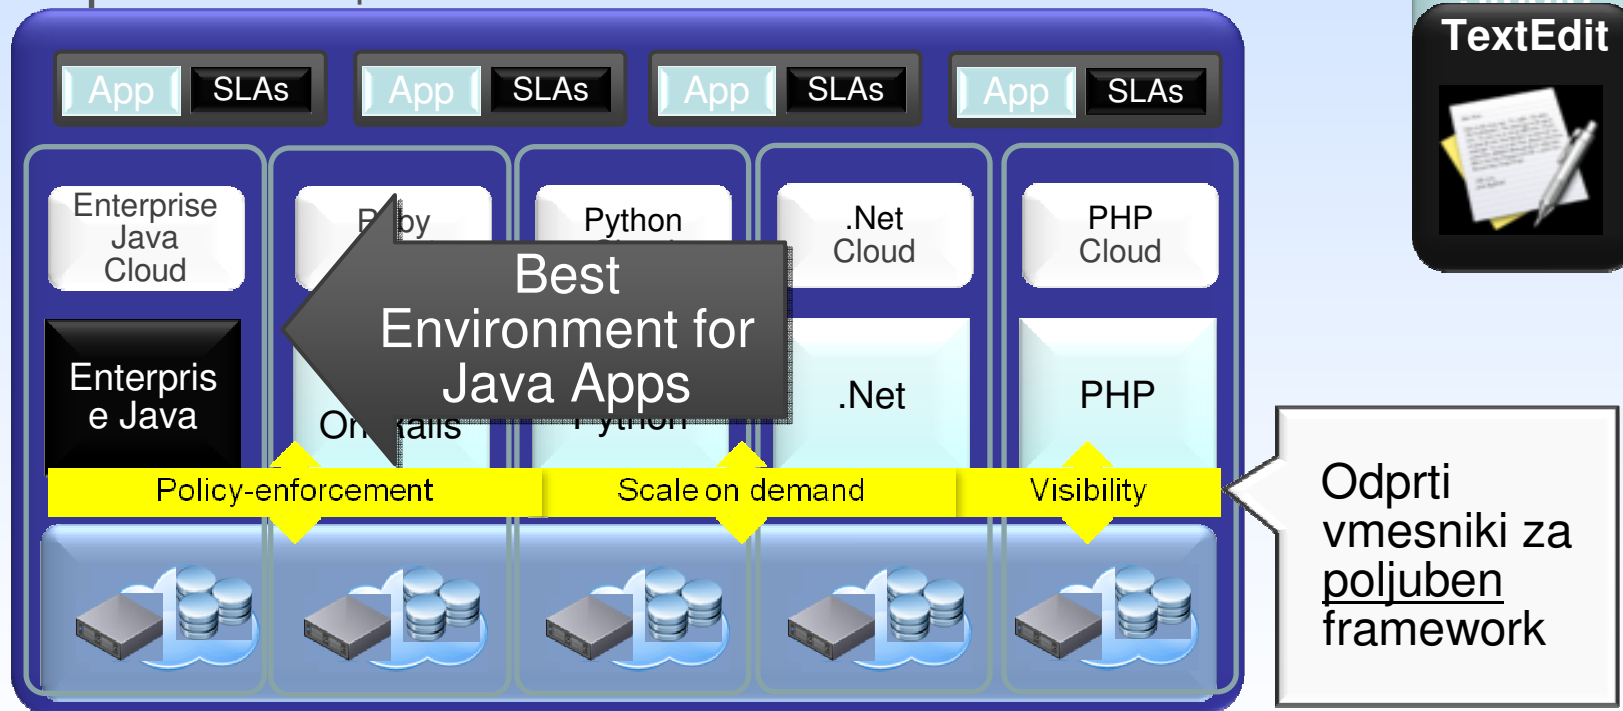 TextEdit
App SLAs App SLAs App SLAs App SLAs
Enterprise
Java
Cloud
Python
.Net
Cloud
PHP
Cloud
Best
Environment for
Java Apps
Enterpris
e Java
.Net
PHP
Policy-enforcement Scale on demand Visibility
Odprti
vmesniki za
poljuben
framework